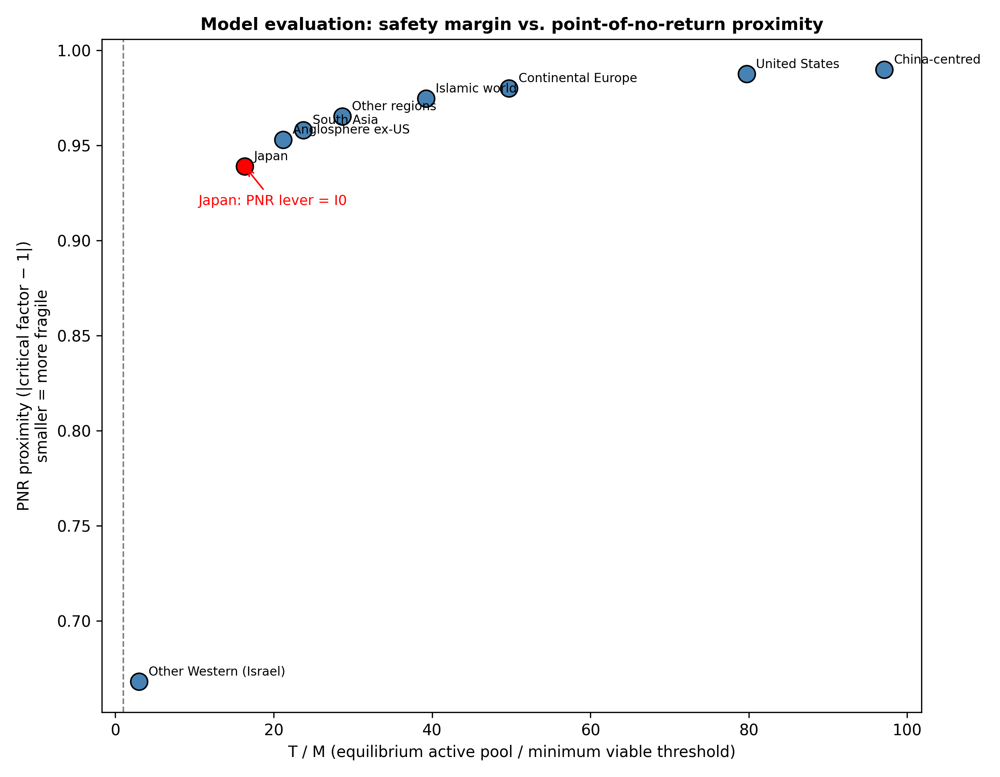 Model evaluation: safety margin vs. point-of-no-return proximity
PNR proximity (|critical factor − 1|)
smaller = more fragile
1.00
0.95
0.90
0.85
0.80
0.75
0.70
China-centred
United States
Continental Europe
Islamic world
Other regions
South Asia
Anglosphere ex-US
Japan
Japan: PNR lever = I0
Other Western (Israel)
0
20
40
60
80
100
T / M (equilibrium active pool / minimum viable threshold)